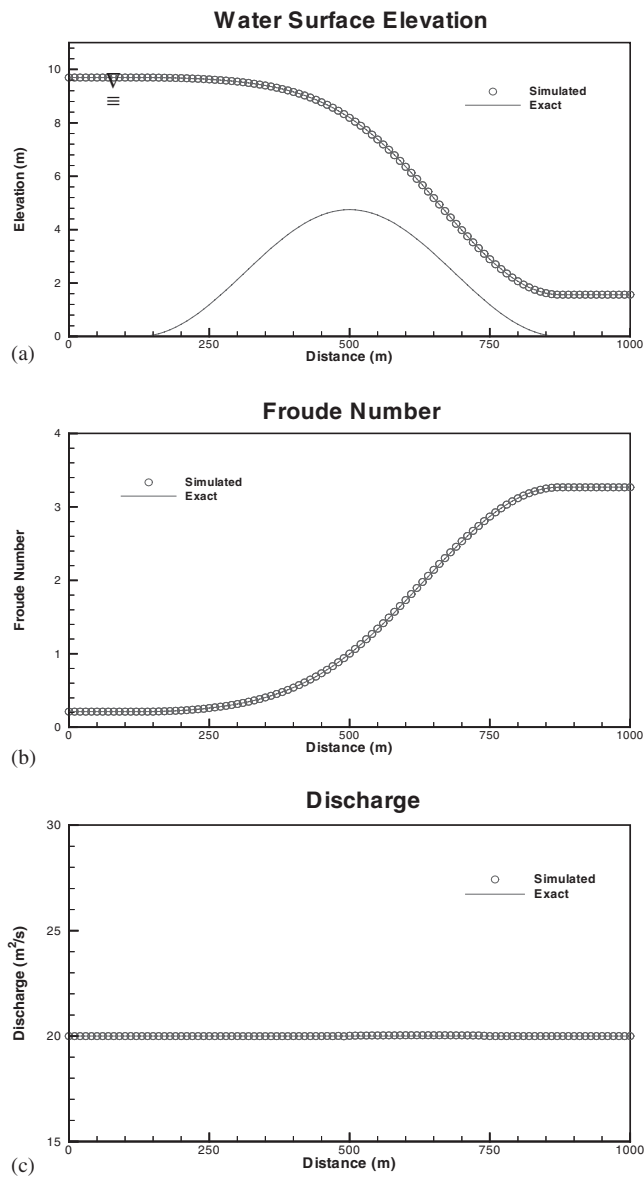 Water Surface Elevation
10
8
6
4
2
0
Elevation (m)
Simulated
Exact
0 250 500 750 1000
Distance (m)
(a)
Froude Number
4
3
2
1
0
Froude Number
Simulated
Exact
0 250 500 750 1000
Distance (m)
(b)
Discharge
30
25
20
15
Discharge (m²/s)
Simulated
Exact
0 250 500 750 1000
Distance (m)
(c)